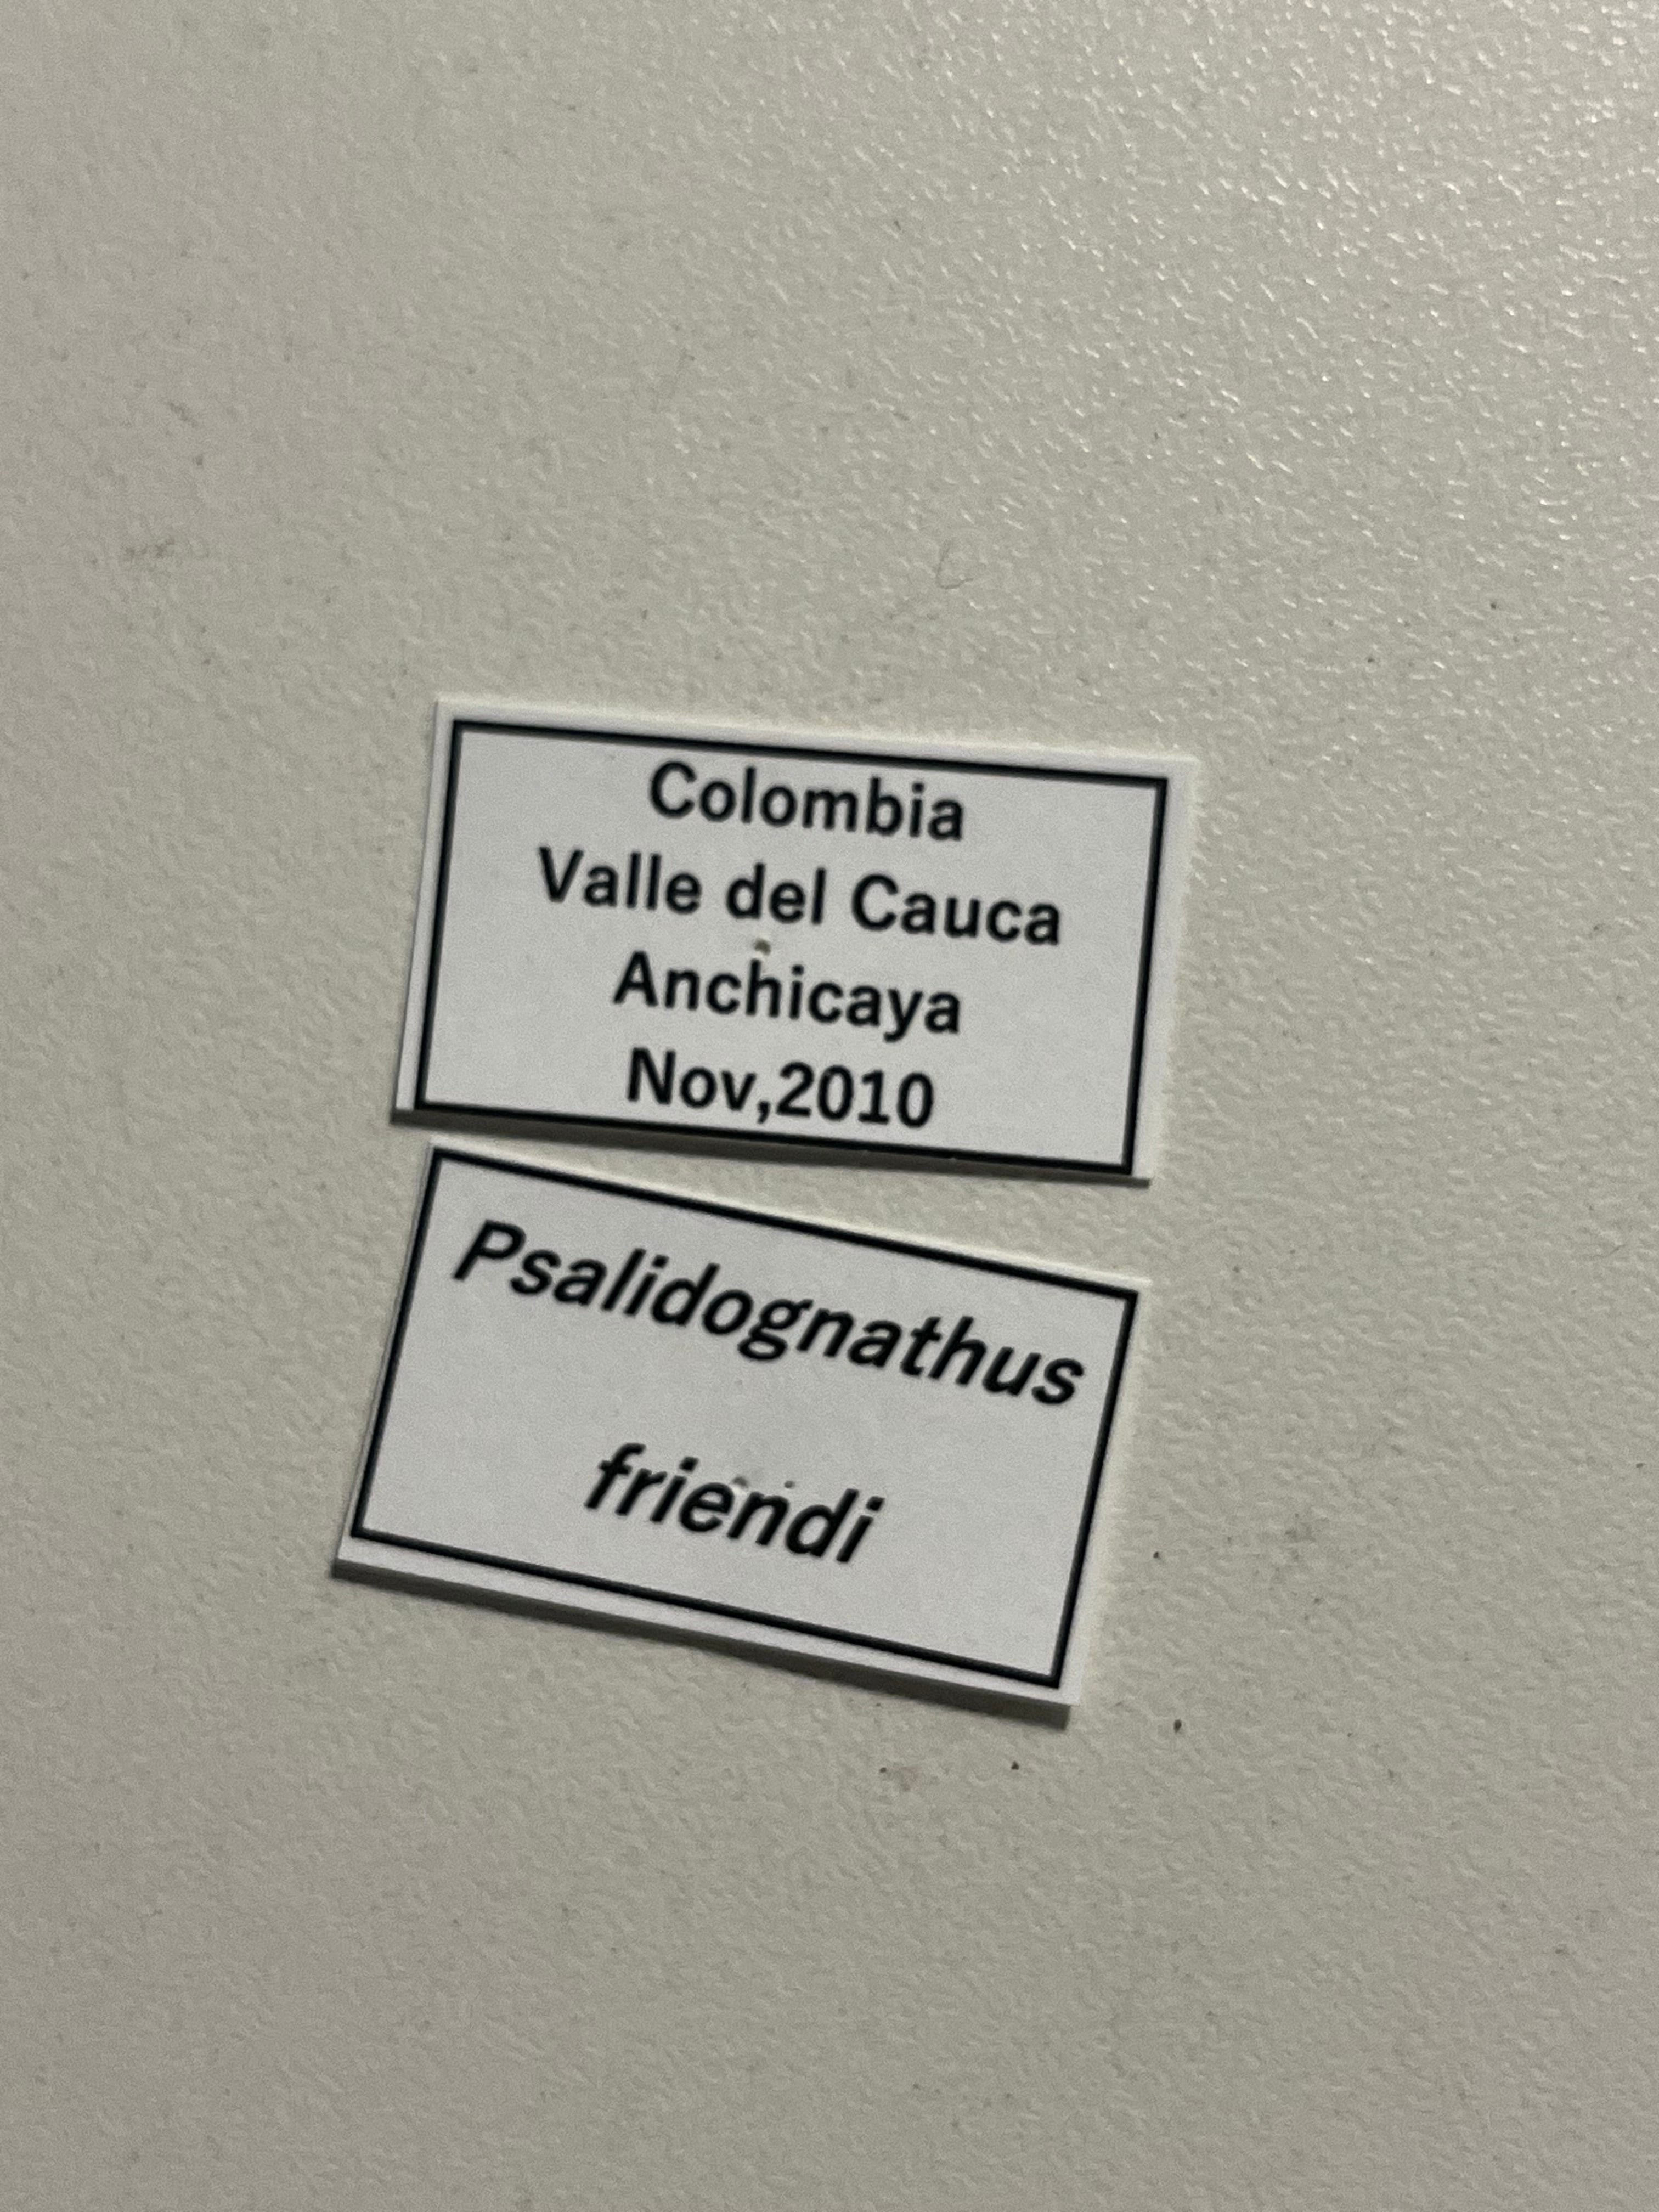 Colombia
Valle del Cauca
Anchicaya
Nov,2010
Psalidognathus
friendi